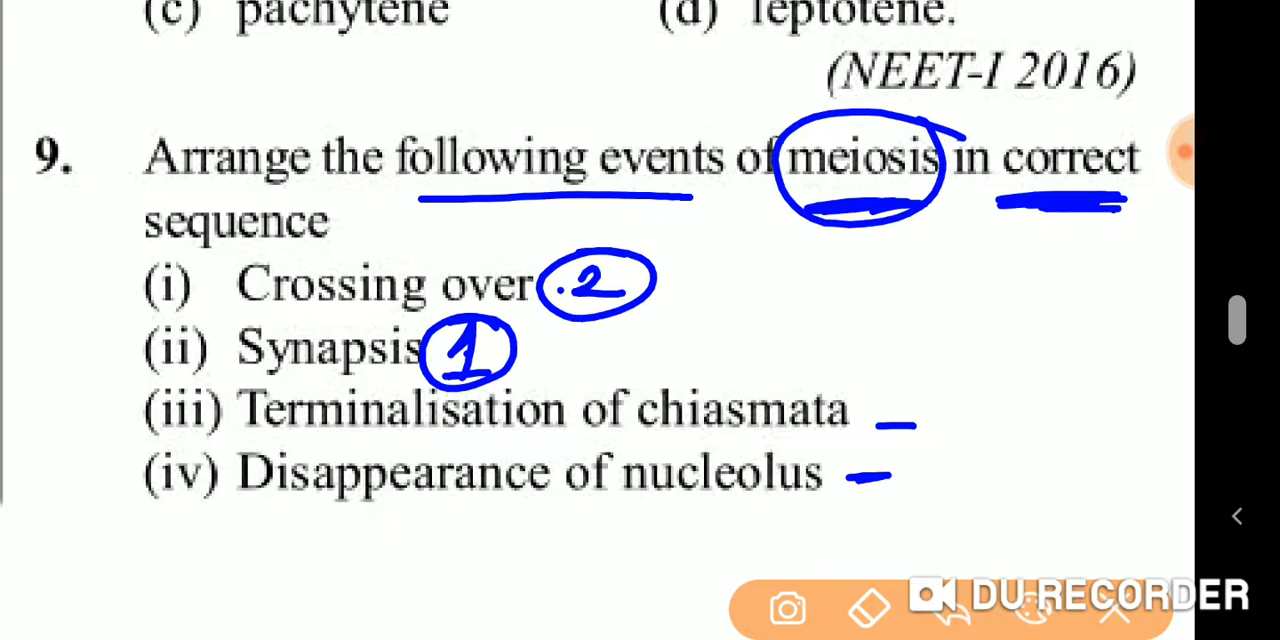 (c) pachytene (d) leptotene.
(NEET-I 2016)
9. Arrange the following events of meiosis in correct
sequence
(i) Crossing over .2
(ii) Synapsis 1
(iii) Terminalisation of chiasmata
(iv) Disappearance of nucleolus
DU RECORDER